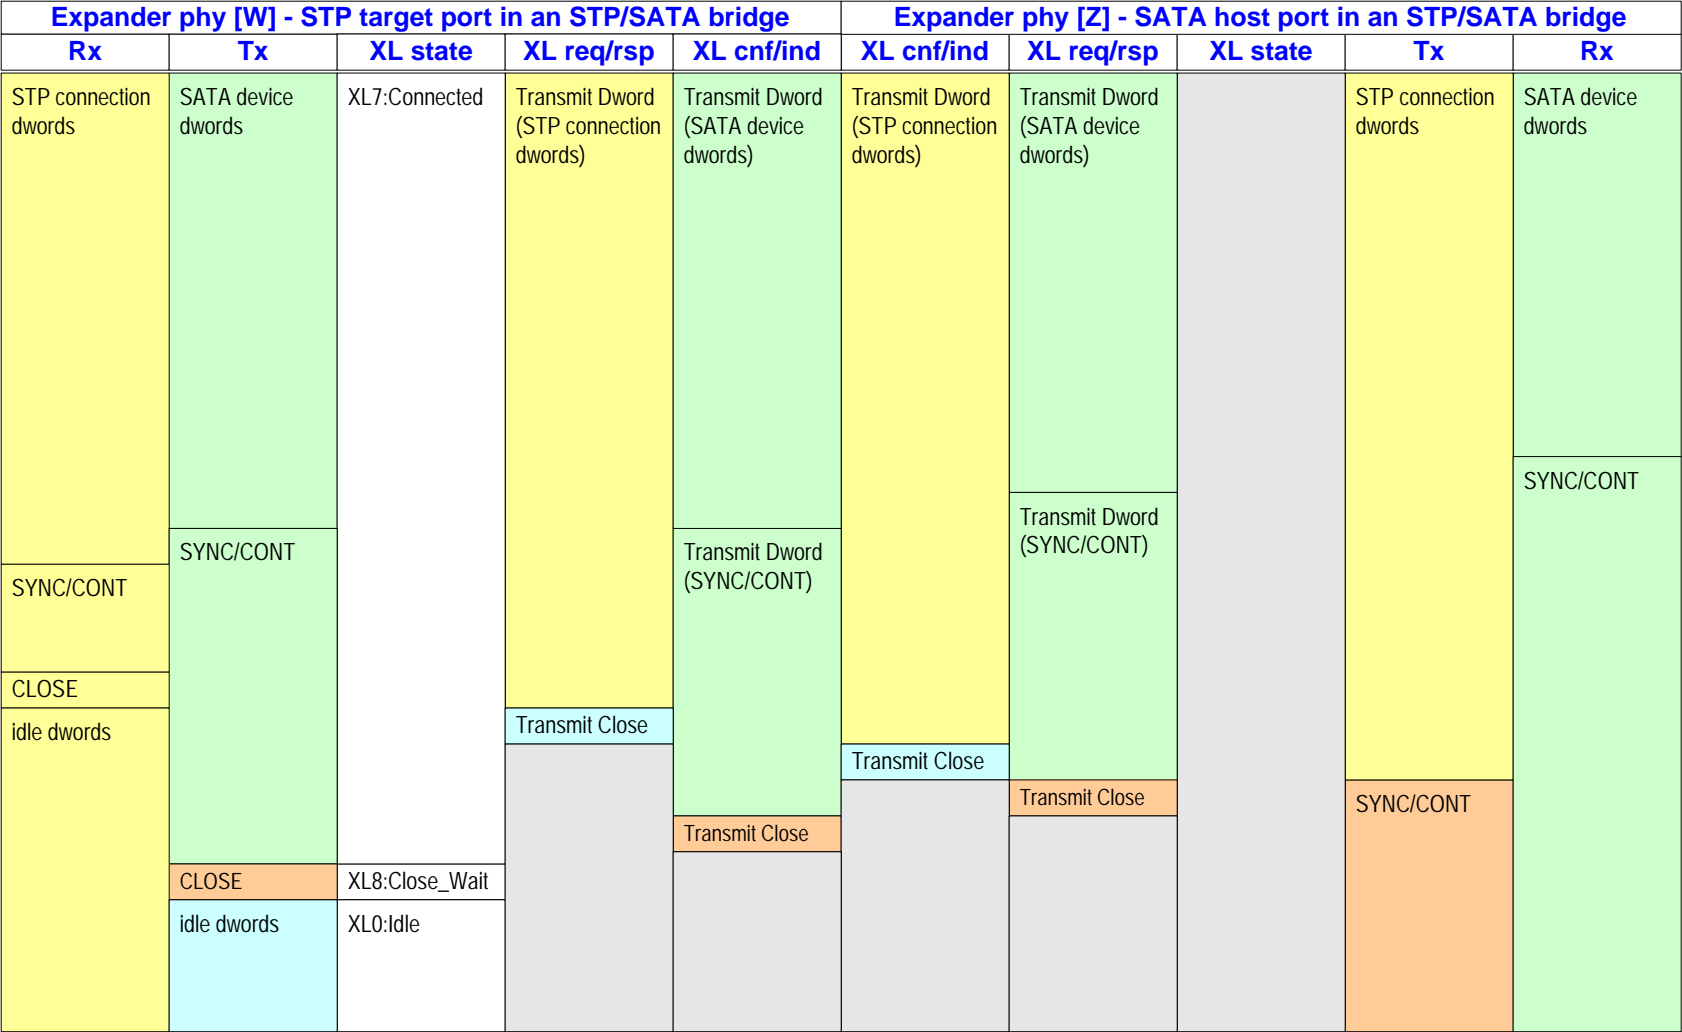 Expander phy [W] - STP target port in an STP/SATA bridge
Expander phy [Z] - SATA host port in an STP/SATA bridge
Rx
Tx
XL state
XL req/rsp
XL cnf/ind
XL cnf/ind
XL req/rsp
XL state
Tx
Rx
STP connection
dwords
SYNC/CONT
CLOSE
idle dwords
SATA device
dwords
SYNC/CONT
CLOSE
idle dwords
XL7:Connected
XL8:Close_Wait
XL0:Idle
Transmit Dword
(STP connection
dwords)
Transmit Close
Transmit Dword
(SATA device
dwords)
Transmit Dword
(SYNC/CONT)
Transmit Close
Transmit Dword
(STP connection
dwords)
Transmit Close
Transmit Dword
(SATA device
dwords)
Transmit Dword
(SYNC/CONT)
Transmit Close
STP connection
dwords
SYNC/CONT
SATA device
dwords
SYNC/CONT